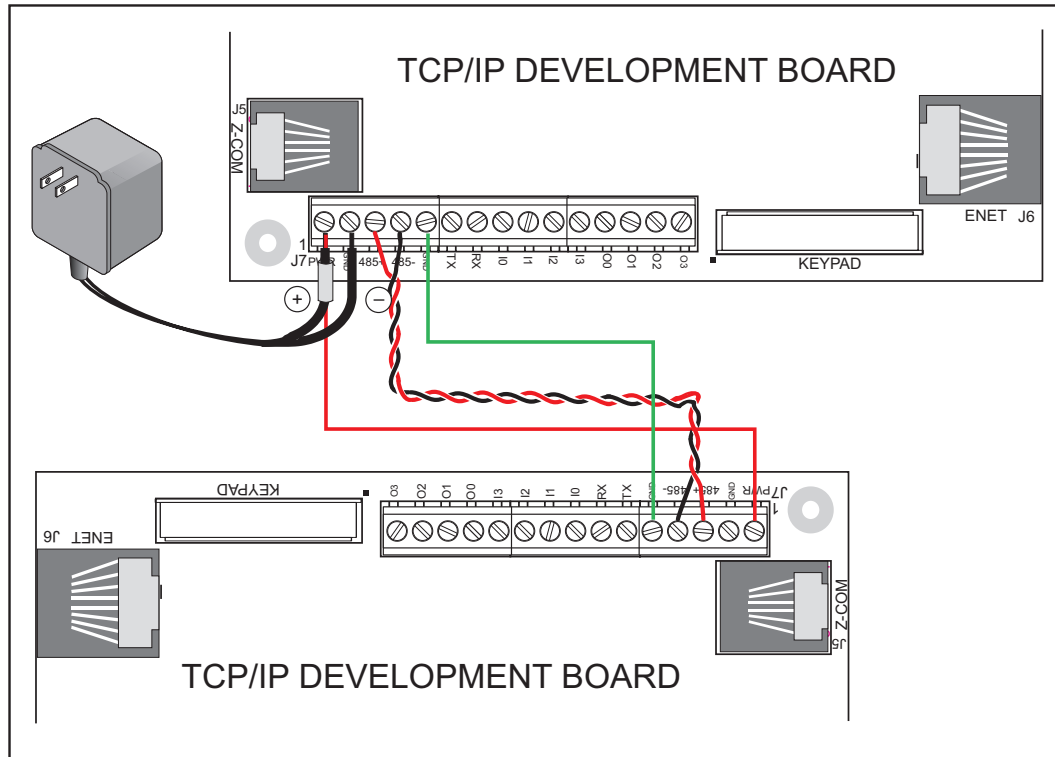 TCP/IP DEVELOPMENT BOARD
J5
Z-COM
ENET J6
KEYPAD
1
J7
PWR
GND
485+
485-
GND
TX
RX
I0
I1
I2
I3
O0
O1
O2
O3
+
−
KEYPAD
O3
O2
O1
O0
I3
I2
I1
I0
RX
TX
GND
485-
485+
GND
PWR
J7
1
J6 ENET
Z-COM
J5
TCP/IP DEVELOPMENT BOARD